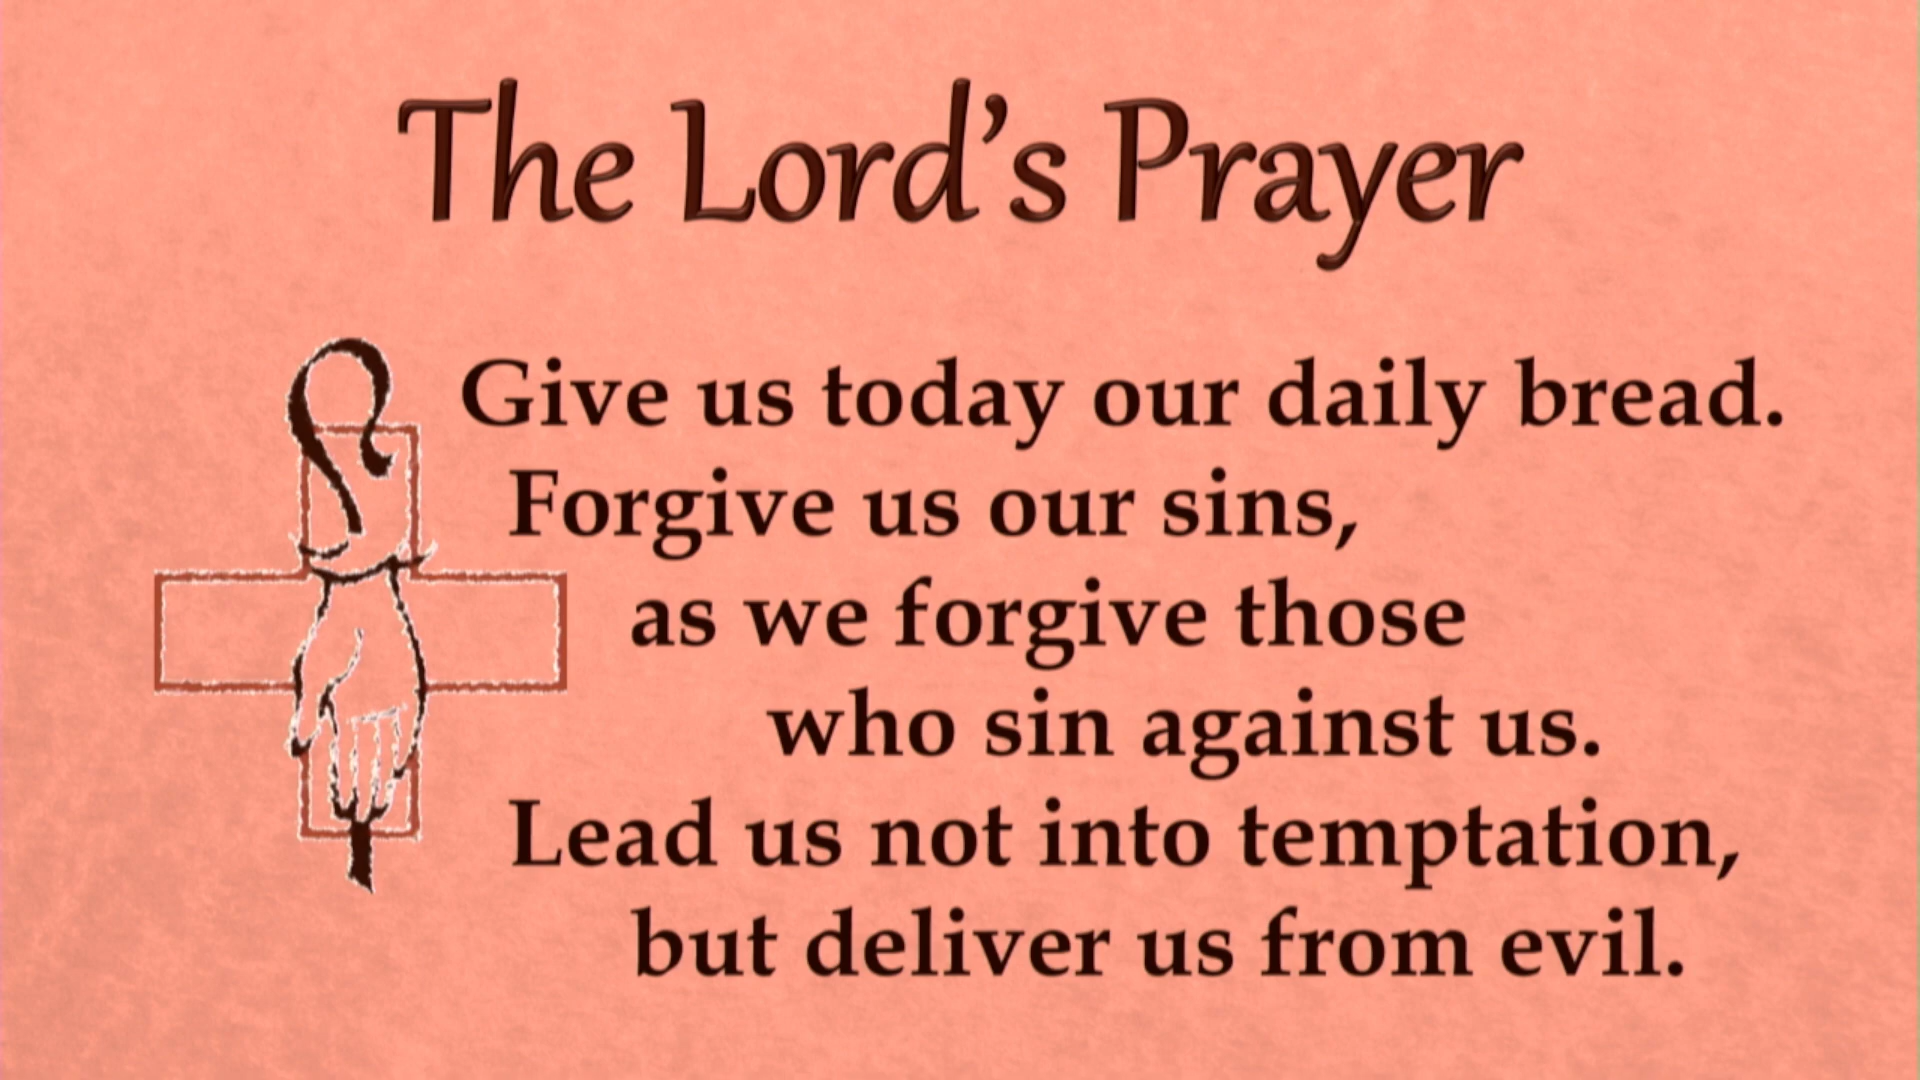 The Lord’s Prayer
Give us today our daily bread.
Forgive us our sins,
as we forgive those
who sin against us.
Lead us not into temptation,
but deliver us from evil.